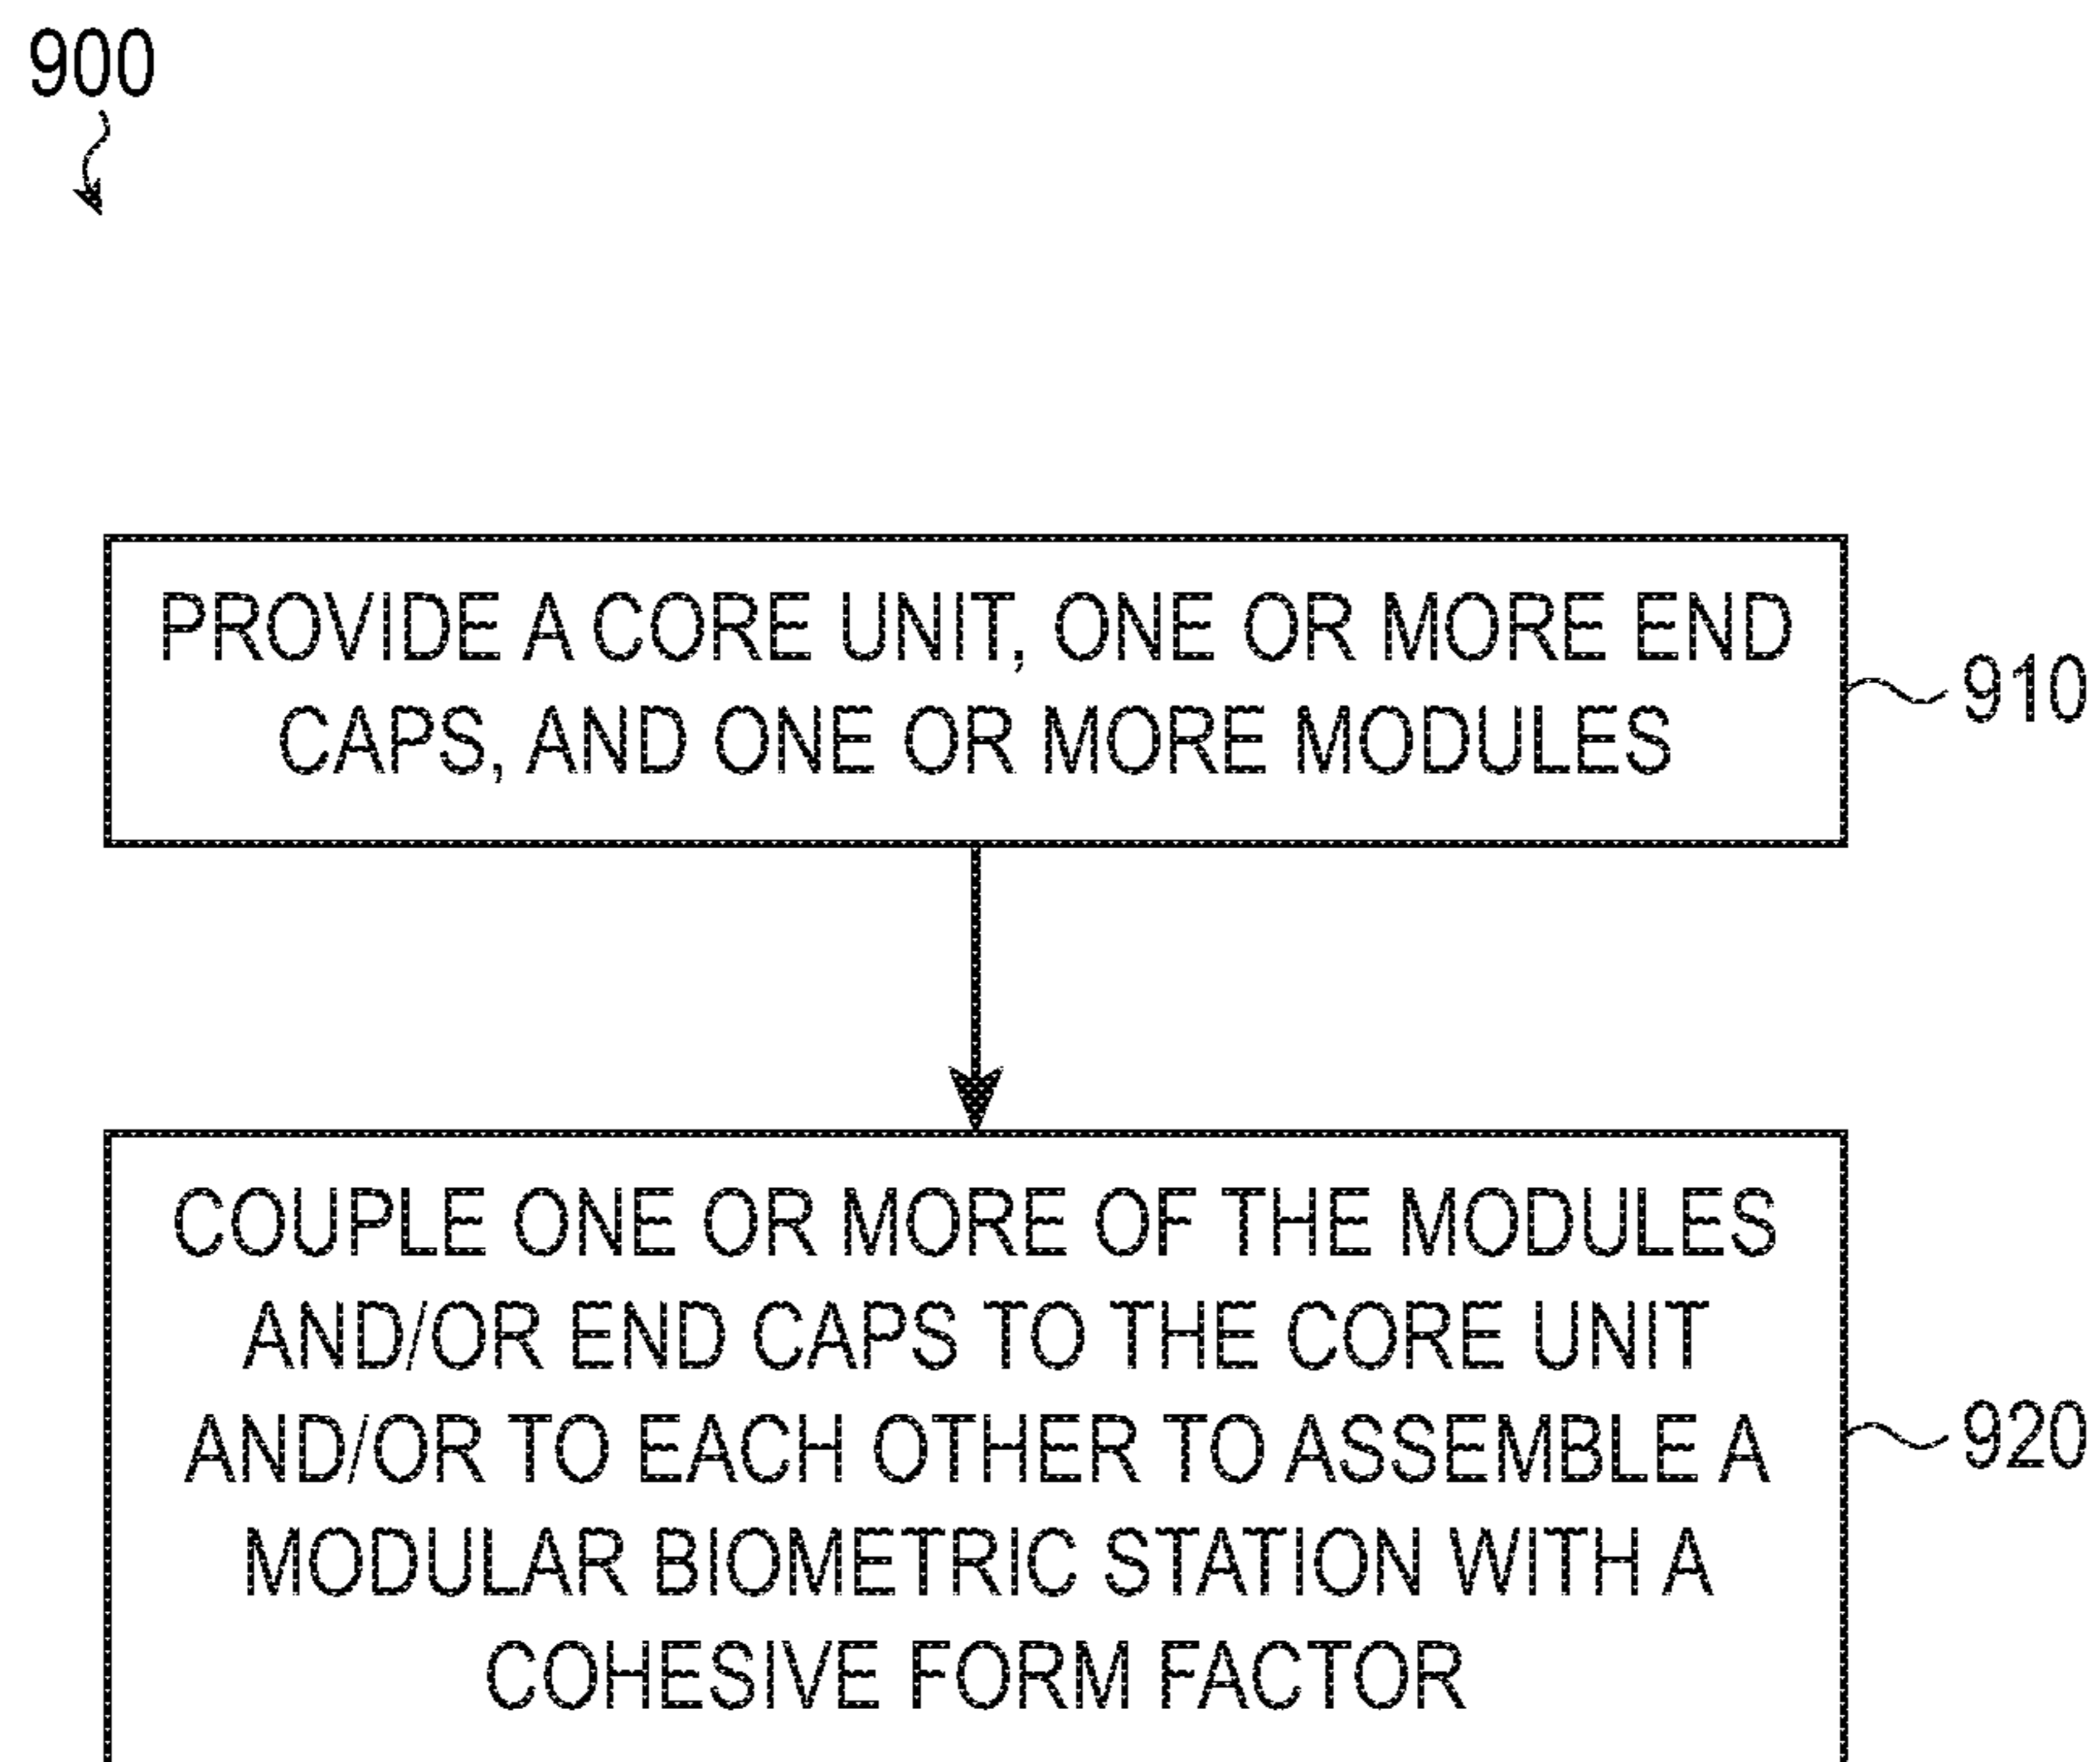 900
PROVIDE A CORE UNIT, ONE OR MORE END
CAPS, AND ONE OR MORE MODULES
910
COUPLE ONE OR MORE OF THE MODULES
AND/OR END CAPS TO THE CORE UNIT
AND/OR TO EACH OTHER TO ASSEMBLE A
MODULAR BIOMETRIC STATION WITH A
COHESIVE FORM FACTOR
920